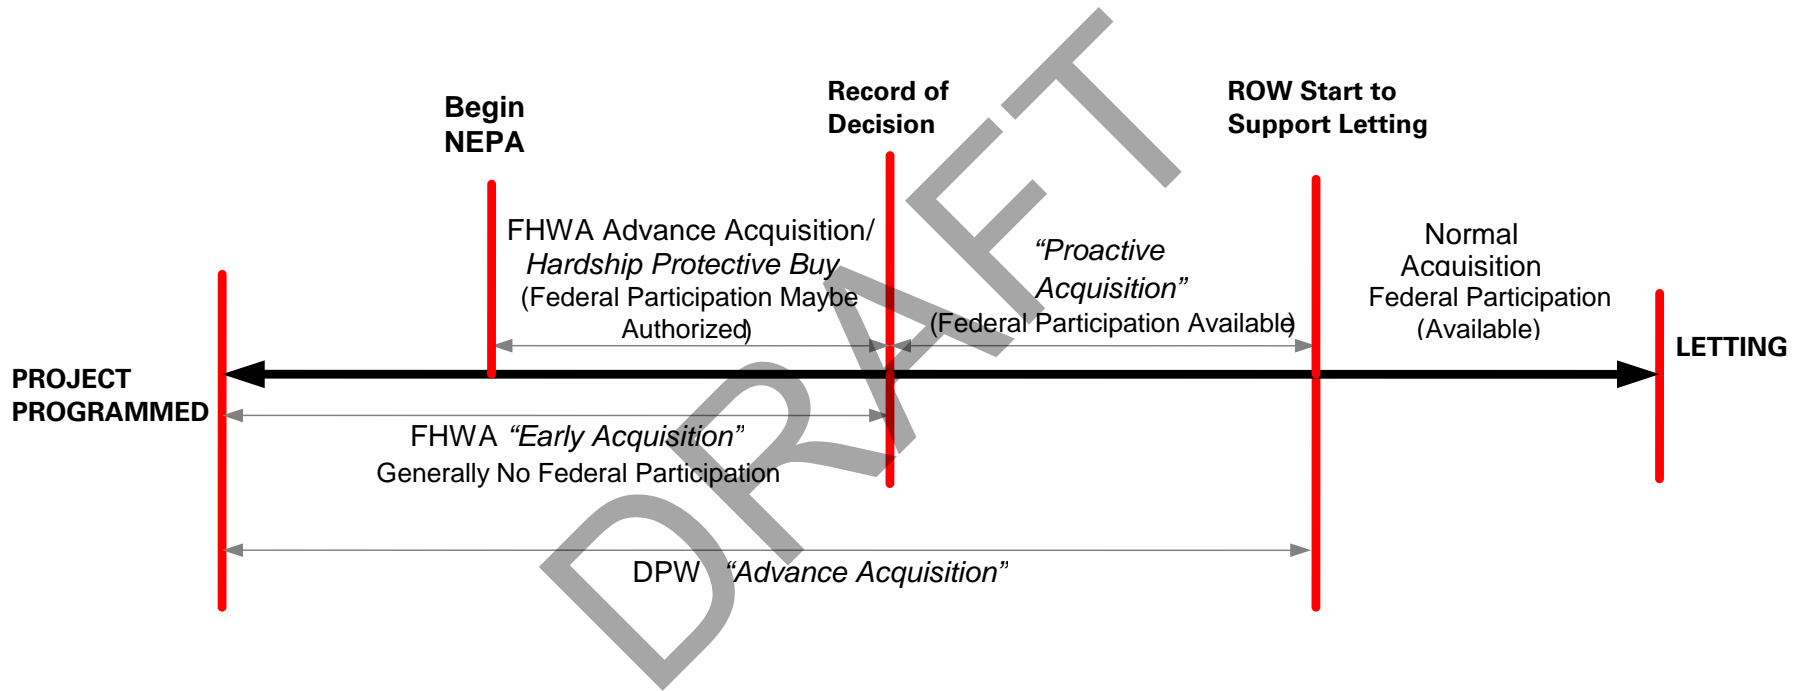 Begin
NEPA
Record of
Decision
ROW Start to
Support Letting
FHWA Advance Acquisition/
Hardship Protective Buy
(Federal Participation Maybe
Authorized)
“Proactive
Acquisition”
(Federal Participation Available)
Normal
Acquisition
Federal Participation
(Available)
PROJECT
PROGRAMMED
LETTING
FHWA “Early Acquisition”
Generally No Federal Participation
DPW “Advance Acquisition”
DRAFT